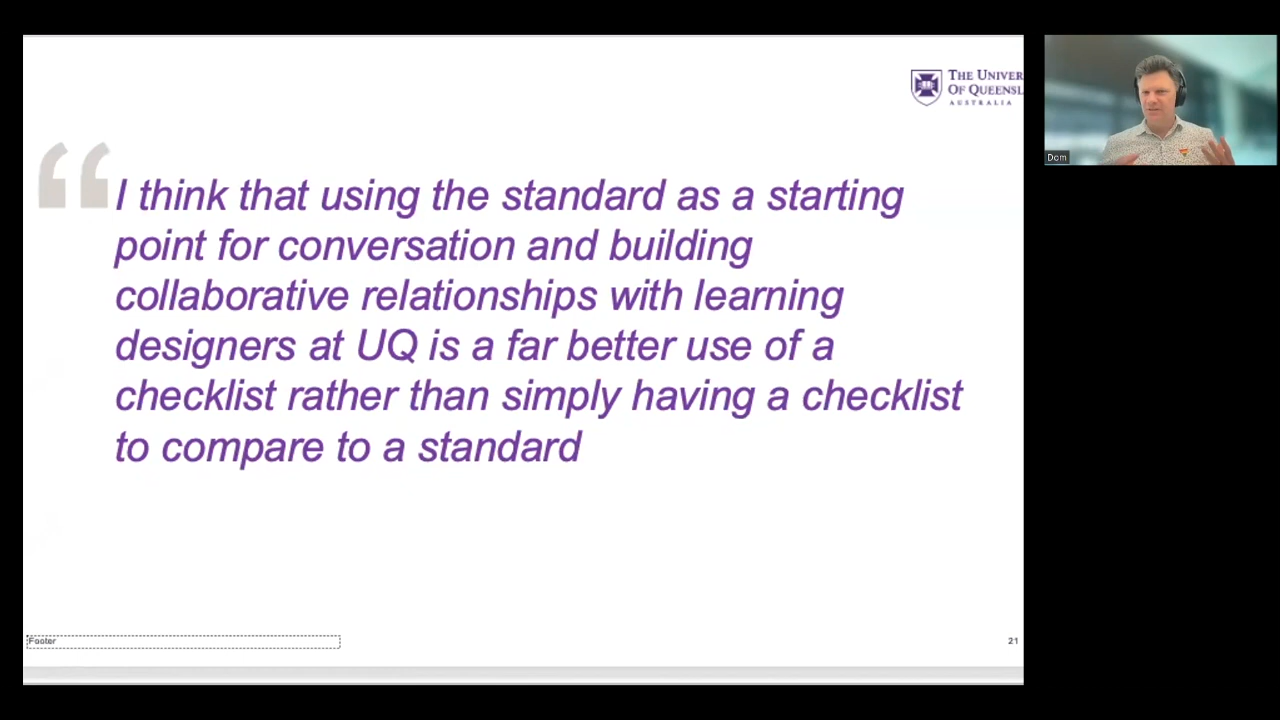 THE UNIVER
OF QUEENSL
AUSTRALIA
I think that using the standard as a starting
point for conversation and building
collaborative relationships with learning
designers at UQ is a far better use of a
checklist rather than simply having a checklist
to compare to a standard
Footer
21
Dom